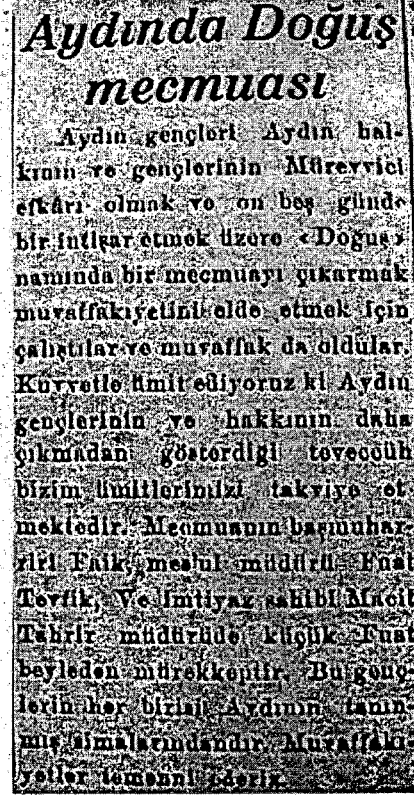 Aydında Doğuş
mecmuası
Aydın gençleri Aydın hal-
kının ve gençlerinin Mürevvici
efkârı olmak ve on beş günde
bir intişar etmek üzere «Doğuş»
namında bir mecmuayı çıkarmak
muvaffakıyetini elde etmek için
çalıştılar ve muvaffak da oldular.
Kuvvetle ümit ediyoruz ki Aydın
gençlerinin ve hakkının daha
çıkmadan gösterdiği teveccüh
bizim ümitlerimizi takviye et
mektedir. Mecmuanın başmuhar-
riri Faik, mes'ul müdürü Fuat
Tevfik, Ve imtiyaz sahibi Macit
Tahrir müdürüde küçük Fuat
beyleden mürekkeptir. Bu genç-
lerin her birisi Aydının tanın-
mış simalarındandır. Muvaffakı-
yetler temenni ederiz.